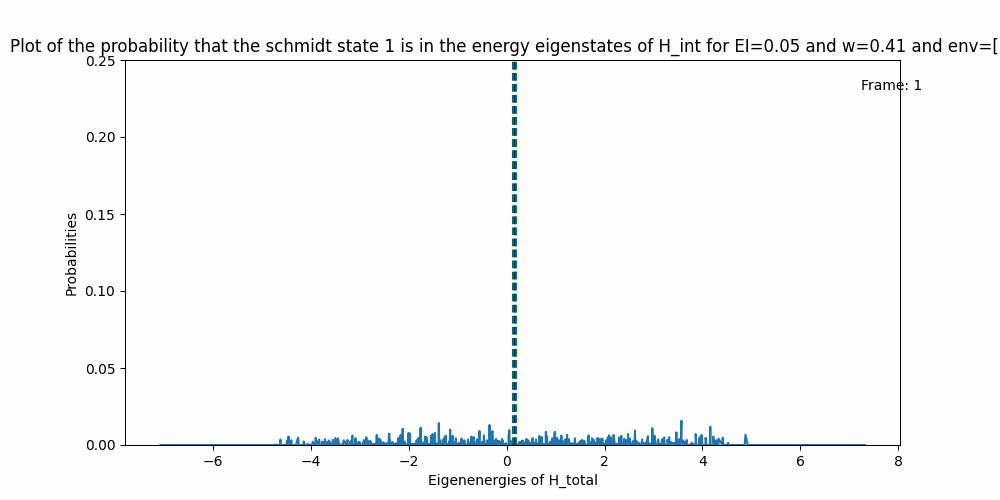 Plot of the probability that the schmidt state 1 is in the energy eigenstates of H_int for EI=0.05 and w=0.41 and env=[
Frame: 1
0.25
0.20
0.15
0.10
0.05
0.00
Probabilities
−6 −4 −2 0 2 4 6 8
Eigenenergies of H_total